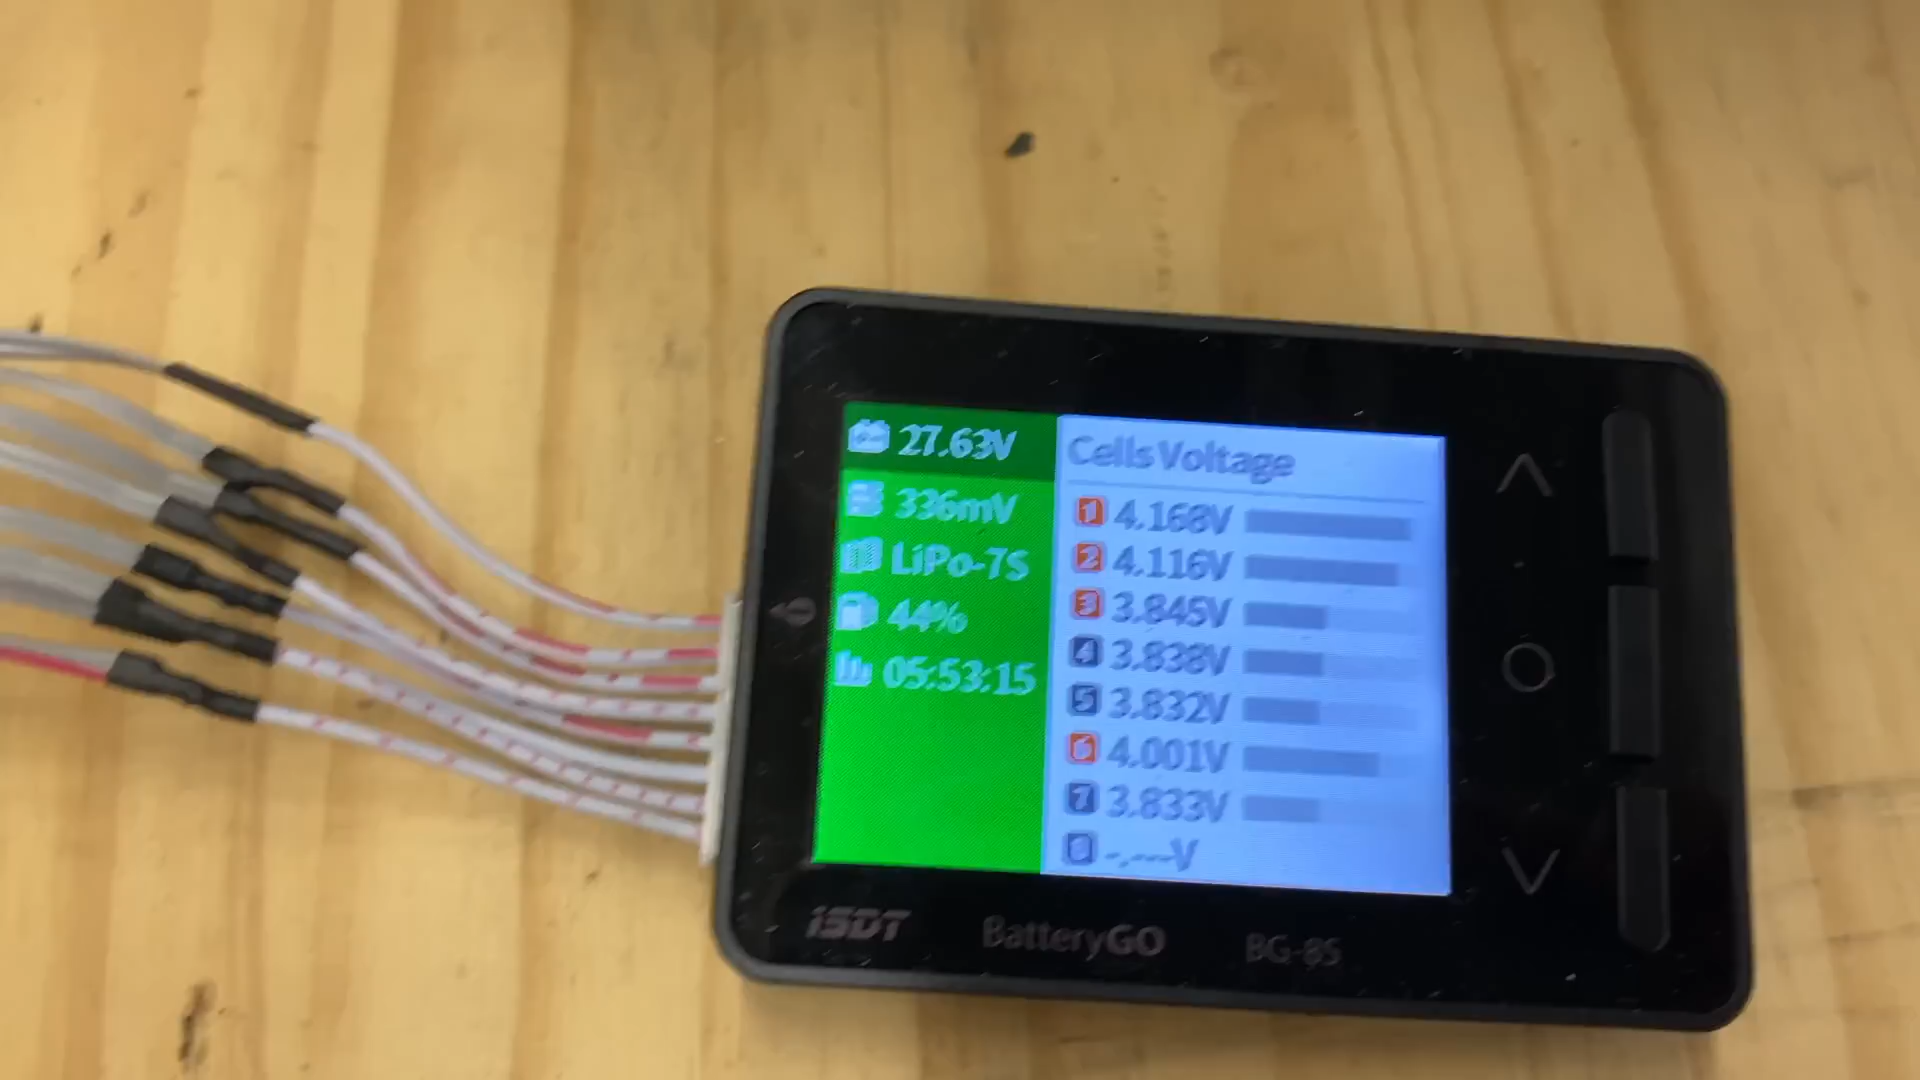 27.63V
336mV
LiPo-7S
44%
05:53:15
Cells Voltage
1 4.168V
2 4.116V
3 3.845V
4 3.838V
5 3.832V
6 4.001V
7 3.833V
8 -.---V
iSDT BatteryGO BG-8S